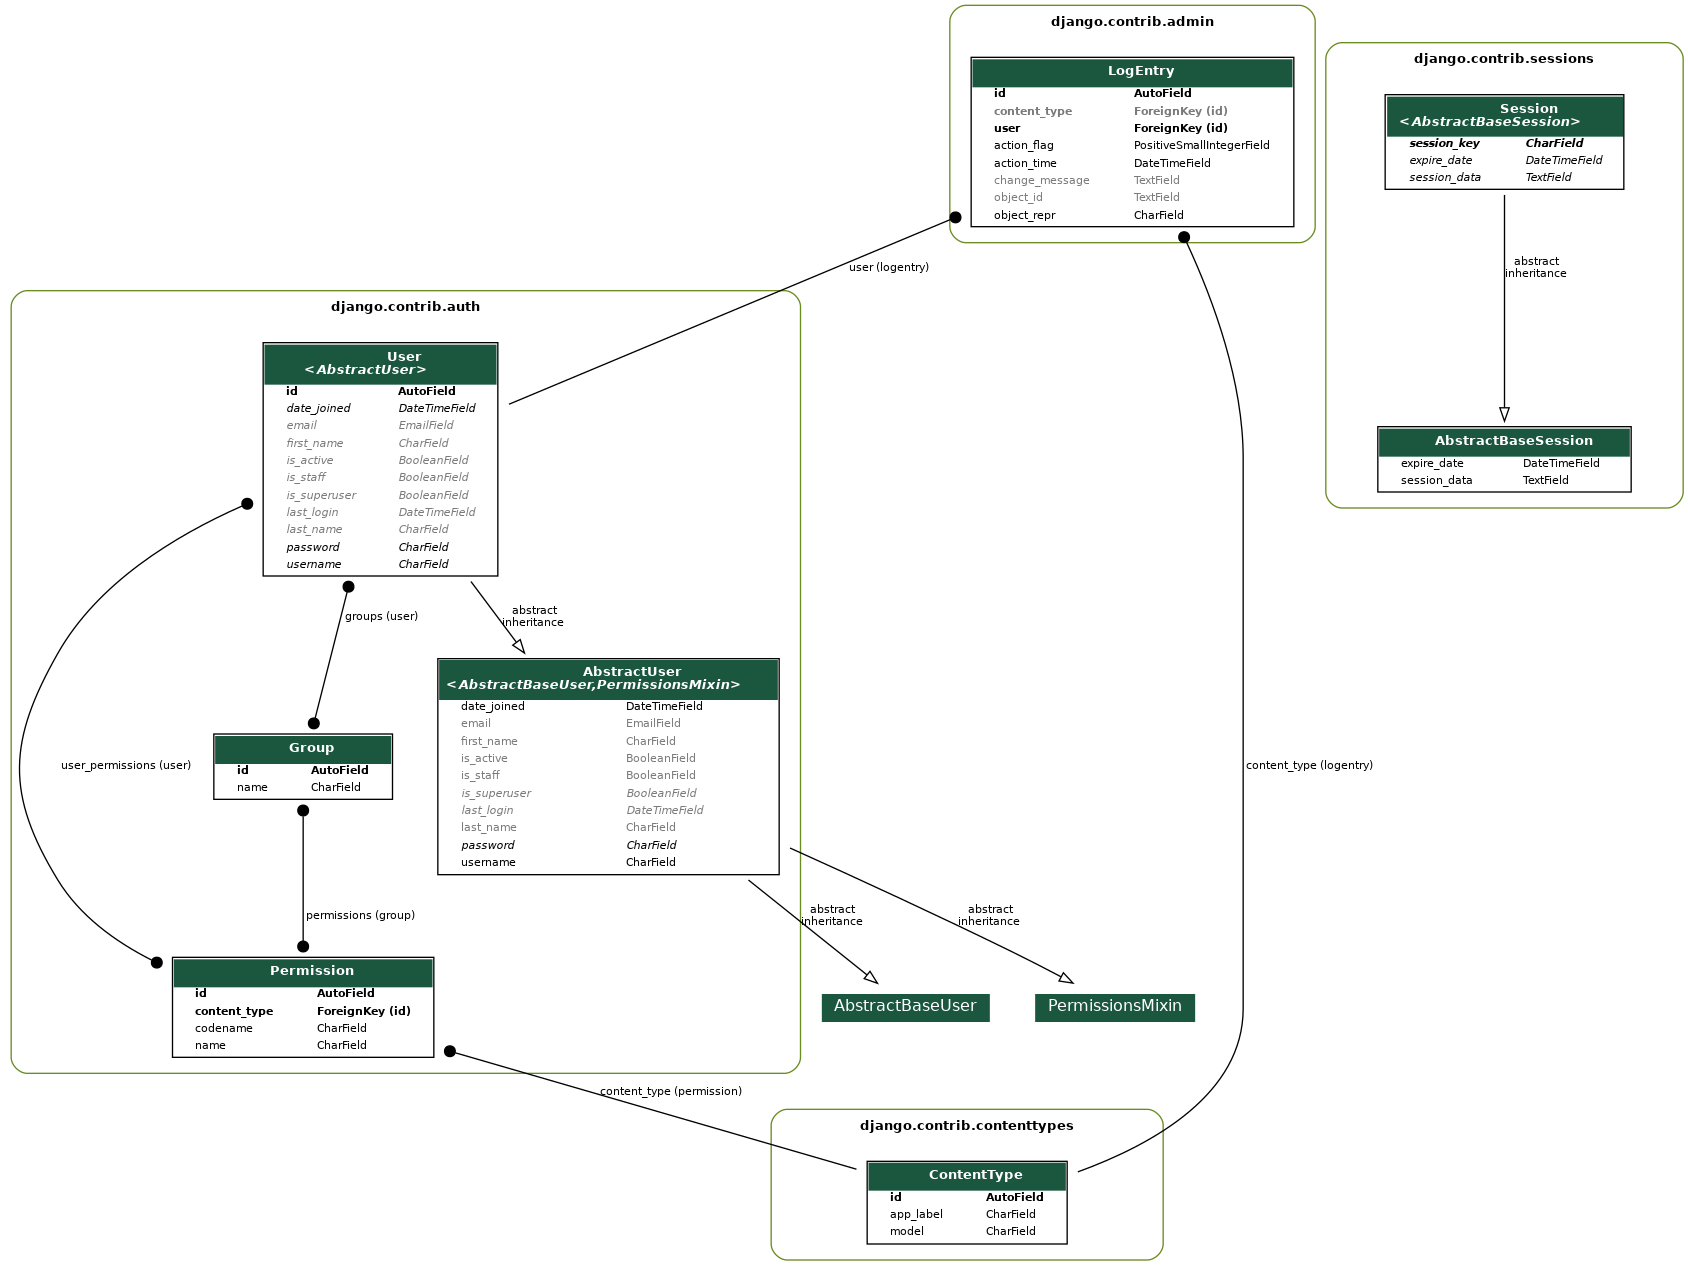 django.contrib.admin
LogEntry
id AutoField
content_type ForeignKey (id)
user ForeignKey (id)
action_flag PositiveSmallIntegerField
action_time DateTimeField
change_message TextField
object_id TextField
object_repr CharField
django.contrib.sessions
Session
<AbstractBaseSession>
session_key CharField
expire_date DateTimeField
session_data TextField
abstract
inheritance
AbstractBaseSession
expire_date DateTimeField
session_data TextField
user (logentry)
django.contrib.auth
User
<AbstractUser>
id AutoField
date_joined DateTimeField
email EmailField
first_name CharField
is_active BooleanField
is_staff BooleanField
is_superuser BooleanField
last_login DateTimeField
last_name CharField
password CharField
username CharField
groups (user)
abstract
inheritance
AbstractUser
<AbstractBaseUser,PermissionsMixin>
date_joined DateTimeField
email EmailField
first_name CharField
is_active BooleanField
is_staff BooleanField
is_superuser BooleanField
last_login DateTimeField
last_name CharField
password CharField
username CharField
user_permissions (user)
Group
id AutoField
name CharField
content_type (logentry)
permissions (group)
abstract
inheritance
abstract
inheritance
Permission
id AutoField
content_type ForeignKey (id)
codename CharField
name CharField
AbstractBaseUser
PermissionsMixin
content_type (permission)
django.contrib.contenttypes
ContentType
id AutoField
app_label CharField
model CharField